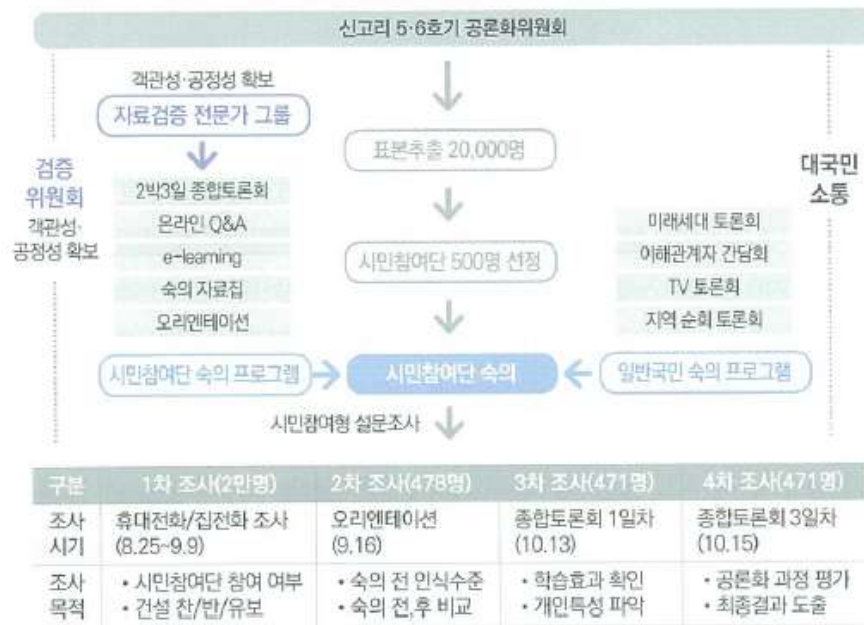 신고리 5·6호기 공론화위원회
객관성·공정성 확보
자료검증 전문가 그룹
검증
위원회
객관성·
공정성 확보
2박3일 종합토론회
온라인 Q&A
e-learning
숙의 자료집
오리엔테이션
시민참여단 숙의 프로그램
표본추출 20,000명
시민참여단 500명 선정
시민참여단 숙의
시민참여형 설문조사
대국민
소통
미래세대 토론회
이해관계자 간담회
TV 토론회
지역 순회 토론회
일반국민 숙의 프로그램
구분 1차 조사(2만명) 2차 조사(478명) 3차 조사(471명) 4차 조사(471명)
조사 시기 휴대전화/집전화 조사 오리엔테이션 종합토론회 1일차 종합토론회 3일차
(8.25~9.9) (9.16) (10.13) (10.15)
조사 목적 • 시민참여단 참여 여부 • 숙의 전 인식수준 • 학습효과 확인 • 공론화 과정 평가
• 건설 찬/반/유보 • 숙의 전,후 비교 • 개인특성 파악 • 최종결과 도출